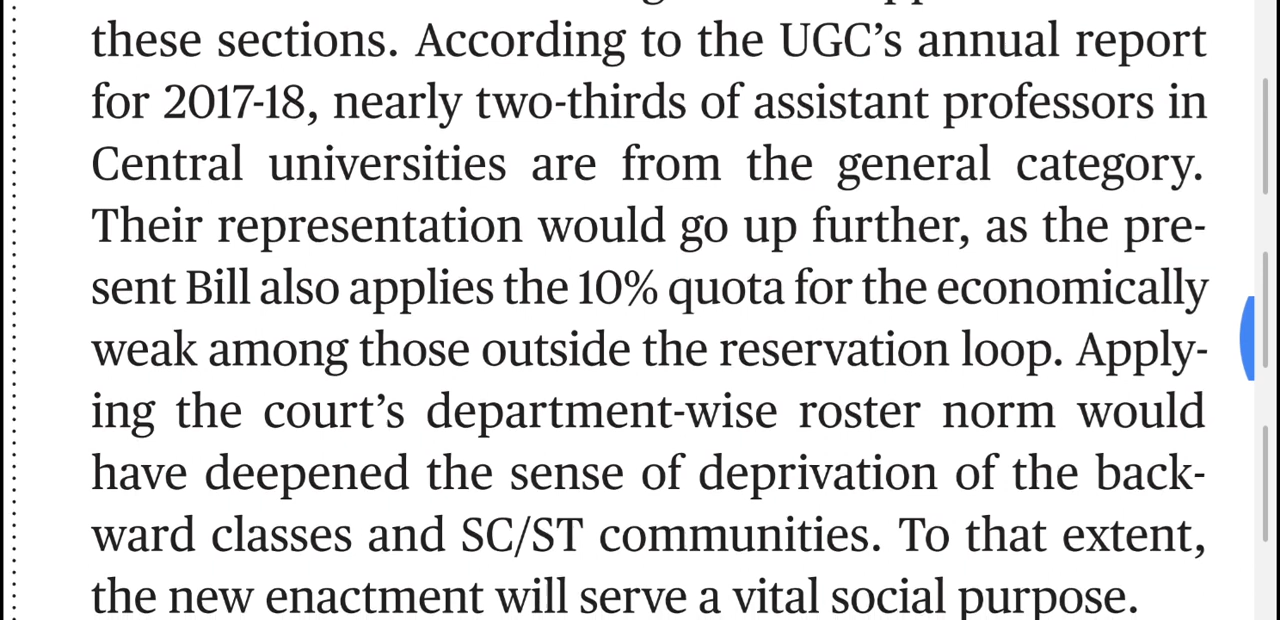 these sections. According to the UGC’s annual report
for 2017-18, nearly two-thirds of assistant professors in
Central universities are from the general category.
Their representation would go up further, as the pre-
sent Bill also applies the 10% quota for the economically
weak among those outside the reservation loop. Apply-
ing the court’s department-wise roster norm would
have deepened the sense of deprivation of the back-
ward classes and SC/ST communities. To that extent,
the new enactment will serve a vital social purpose.